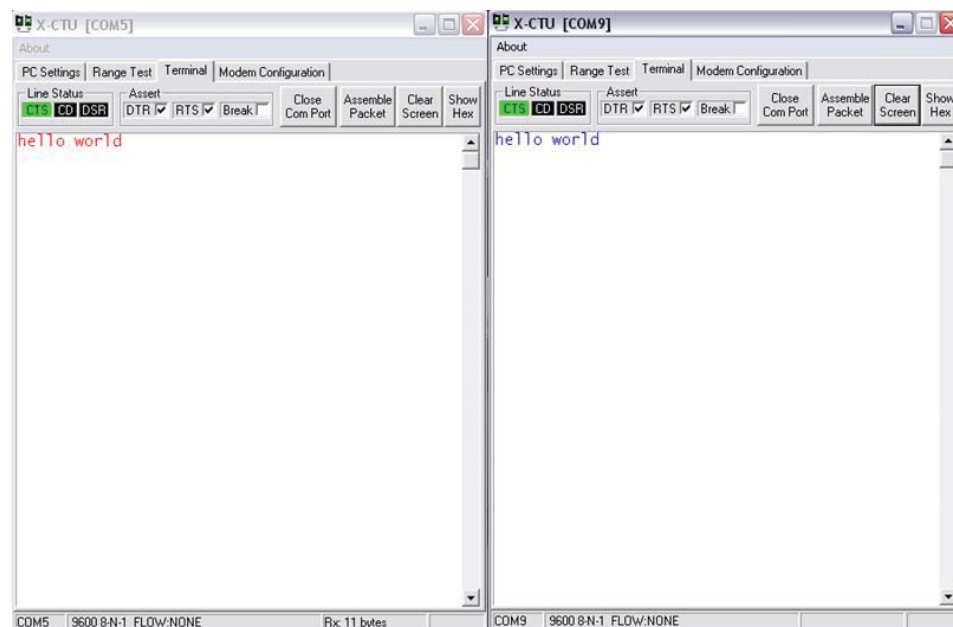 X-CTU [COM5]
About
PC Settings Range Test Terminal Modem Configuration
Line Status
CTS CD DSR
Assert
DTR RTS Break
Close Com Port
Assemble Packet
Clear Screen
Show Hex
hello world
COM5 9600 8-N-1 FLOW:NONE Rx: 11 bytes
X-CTU [COM9]
About
PC Settings Range Test Terminal Modem Configuration
Line Status
CTS CD DSR
Assert
DTR RTS Break
Close Com Port
Assemble Packet
Clear Screen
Show Hex
hello world
COM9 9600 8-N-1 FLOW:NONE